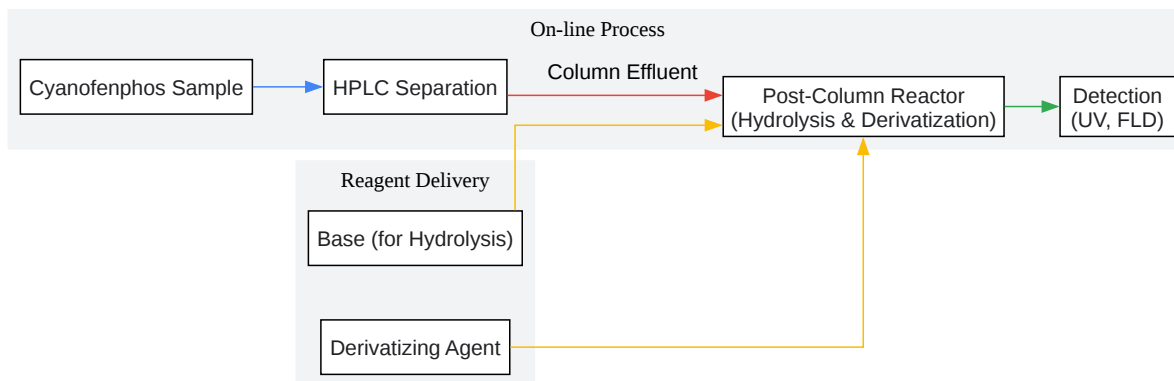 On-line Process
Cyanofenphos Sample
HPLC Separation
Column Effluent
Post-Column Reactor
(Hydrolysis & Derivatization)
Detection
(UV, FLD)
Reagent Delivery
Base (for Hydrolysis)
Derivatizing Agent